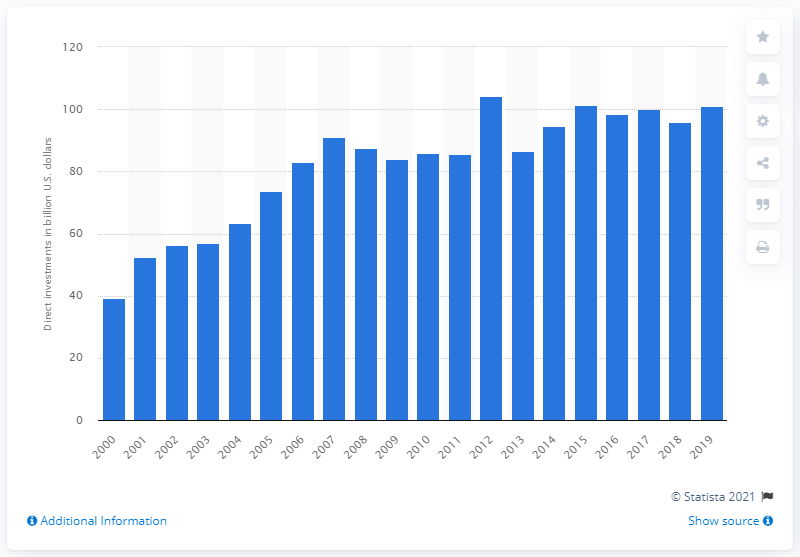 120
100
80
60
40
20
0
Direct investments in billion U.S. dollars
2000 2001 2002 2003 2004 2005 2006 2007 2008 2009 2010 2011 2012 2013 2014 2015 2016 2017 2018 2019
© Statista 2021
Additional Information
Show source